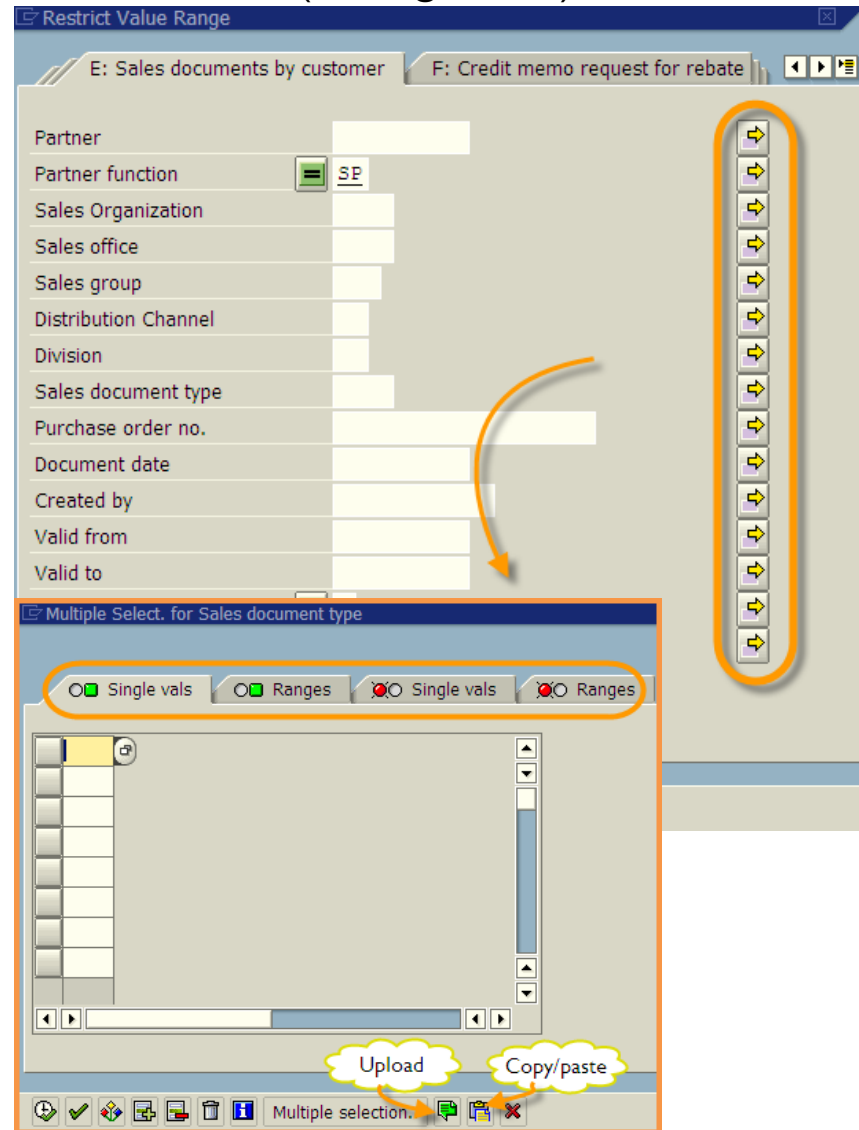 Restrict Value Range
E: Sales documents by customer F: Credit memo request for rebate
Partner
Partner function = SP
Sales Organization
Sales office
Sales group
Distribution Channel
Division
Sales document type
Purchase order no.
Document date
Created by
Valid from
Valid to
Multiple Select. for Sales document type
Single vals Ranges Single vals Ranges
Upload Copy/paste
Multiple selection.